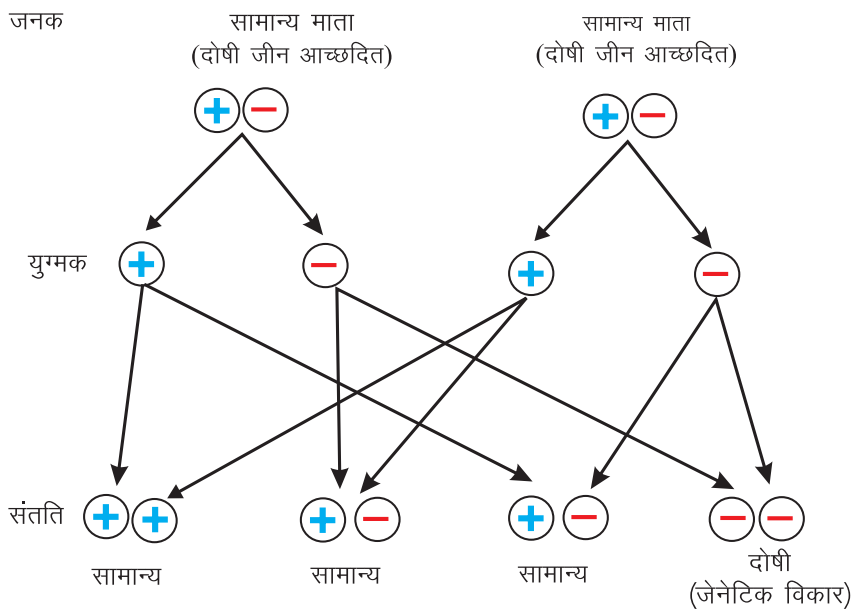 जनक
सामान्य माता
(दोषी जीन आच्छदित)
सामान्य माता
(दोषी जीन आच्छदित)
+ −
+ −
युग्मक
+
−
+
−
संतति
+ +
+ −
+ −
− −
सामान्य
सामान्य
सामान्य
दोषी
(जेनेटिक विकार)